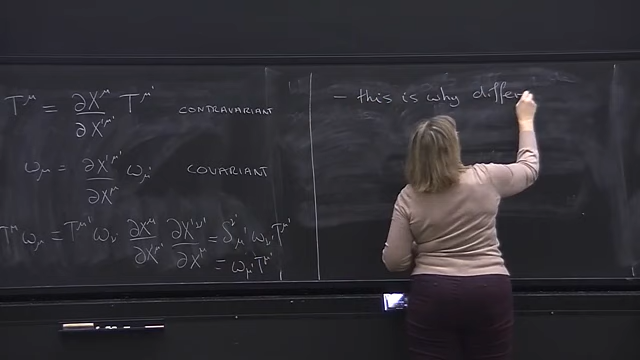 T^μ = ∂X^μ/∂X'^μ' T^μ' CONTRAVARIANT
ω_μ = ∂X'^μ'/∂X^μ ω_μ' COVARIANT
T^μ ω_μ = T^μ' ω_ν' ∂X^μ/∂X'^μ' ∂X'^ν'/∂X^μ = δ^ν'_μ' ω_ν' T^μ'
= ω_μ' T^μ'
– this is why differ